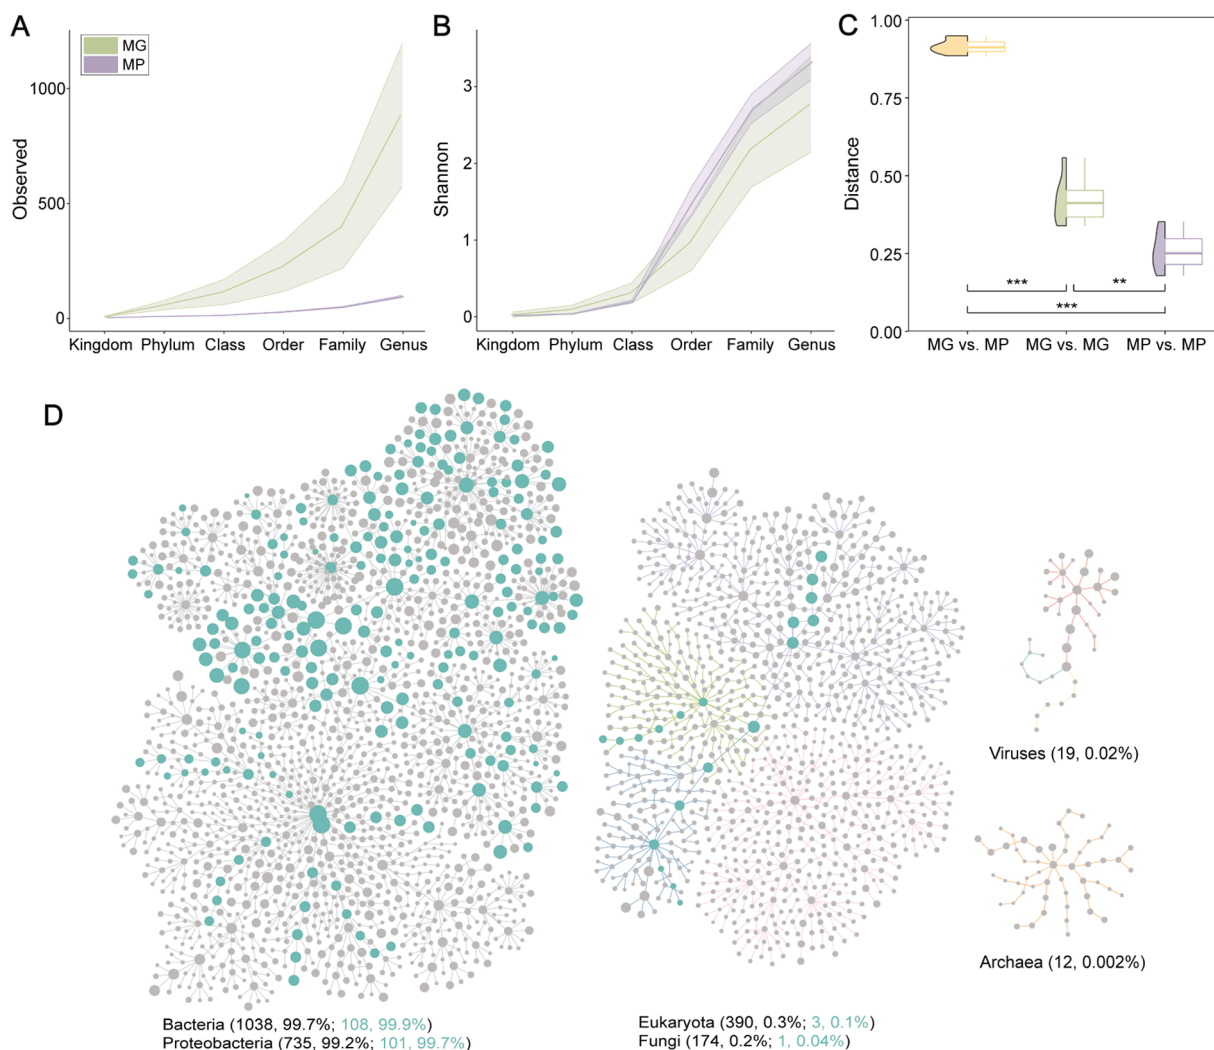 A
MG
MP
Observed
1000
500
0
Kingdom Phylum Class Order Family Genus
B
Shannon
3
2
1
0
Kingdom Phylum Class Order Family Genus
C
Distance
1.00
0.75
0.50
0.25
0.00
*** **
***
MG vs. MP MG vs. MG MP vs. MP
D
Bacteria (1038, 99.7%; 108, 99.9%)
Proteobacteria (735, 99.2%; 101, 99.7%)
Eukaryota (390, 0.3%; 3, 0.1%)
Fungi (174, 0.2%; 1, 0.04%)
Viruses (19, 0.02%)
Archaea (12, 0.002%)